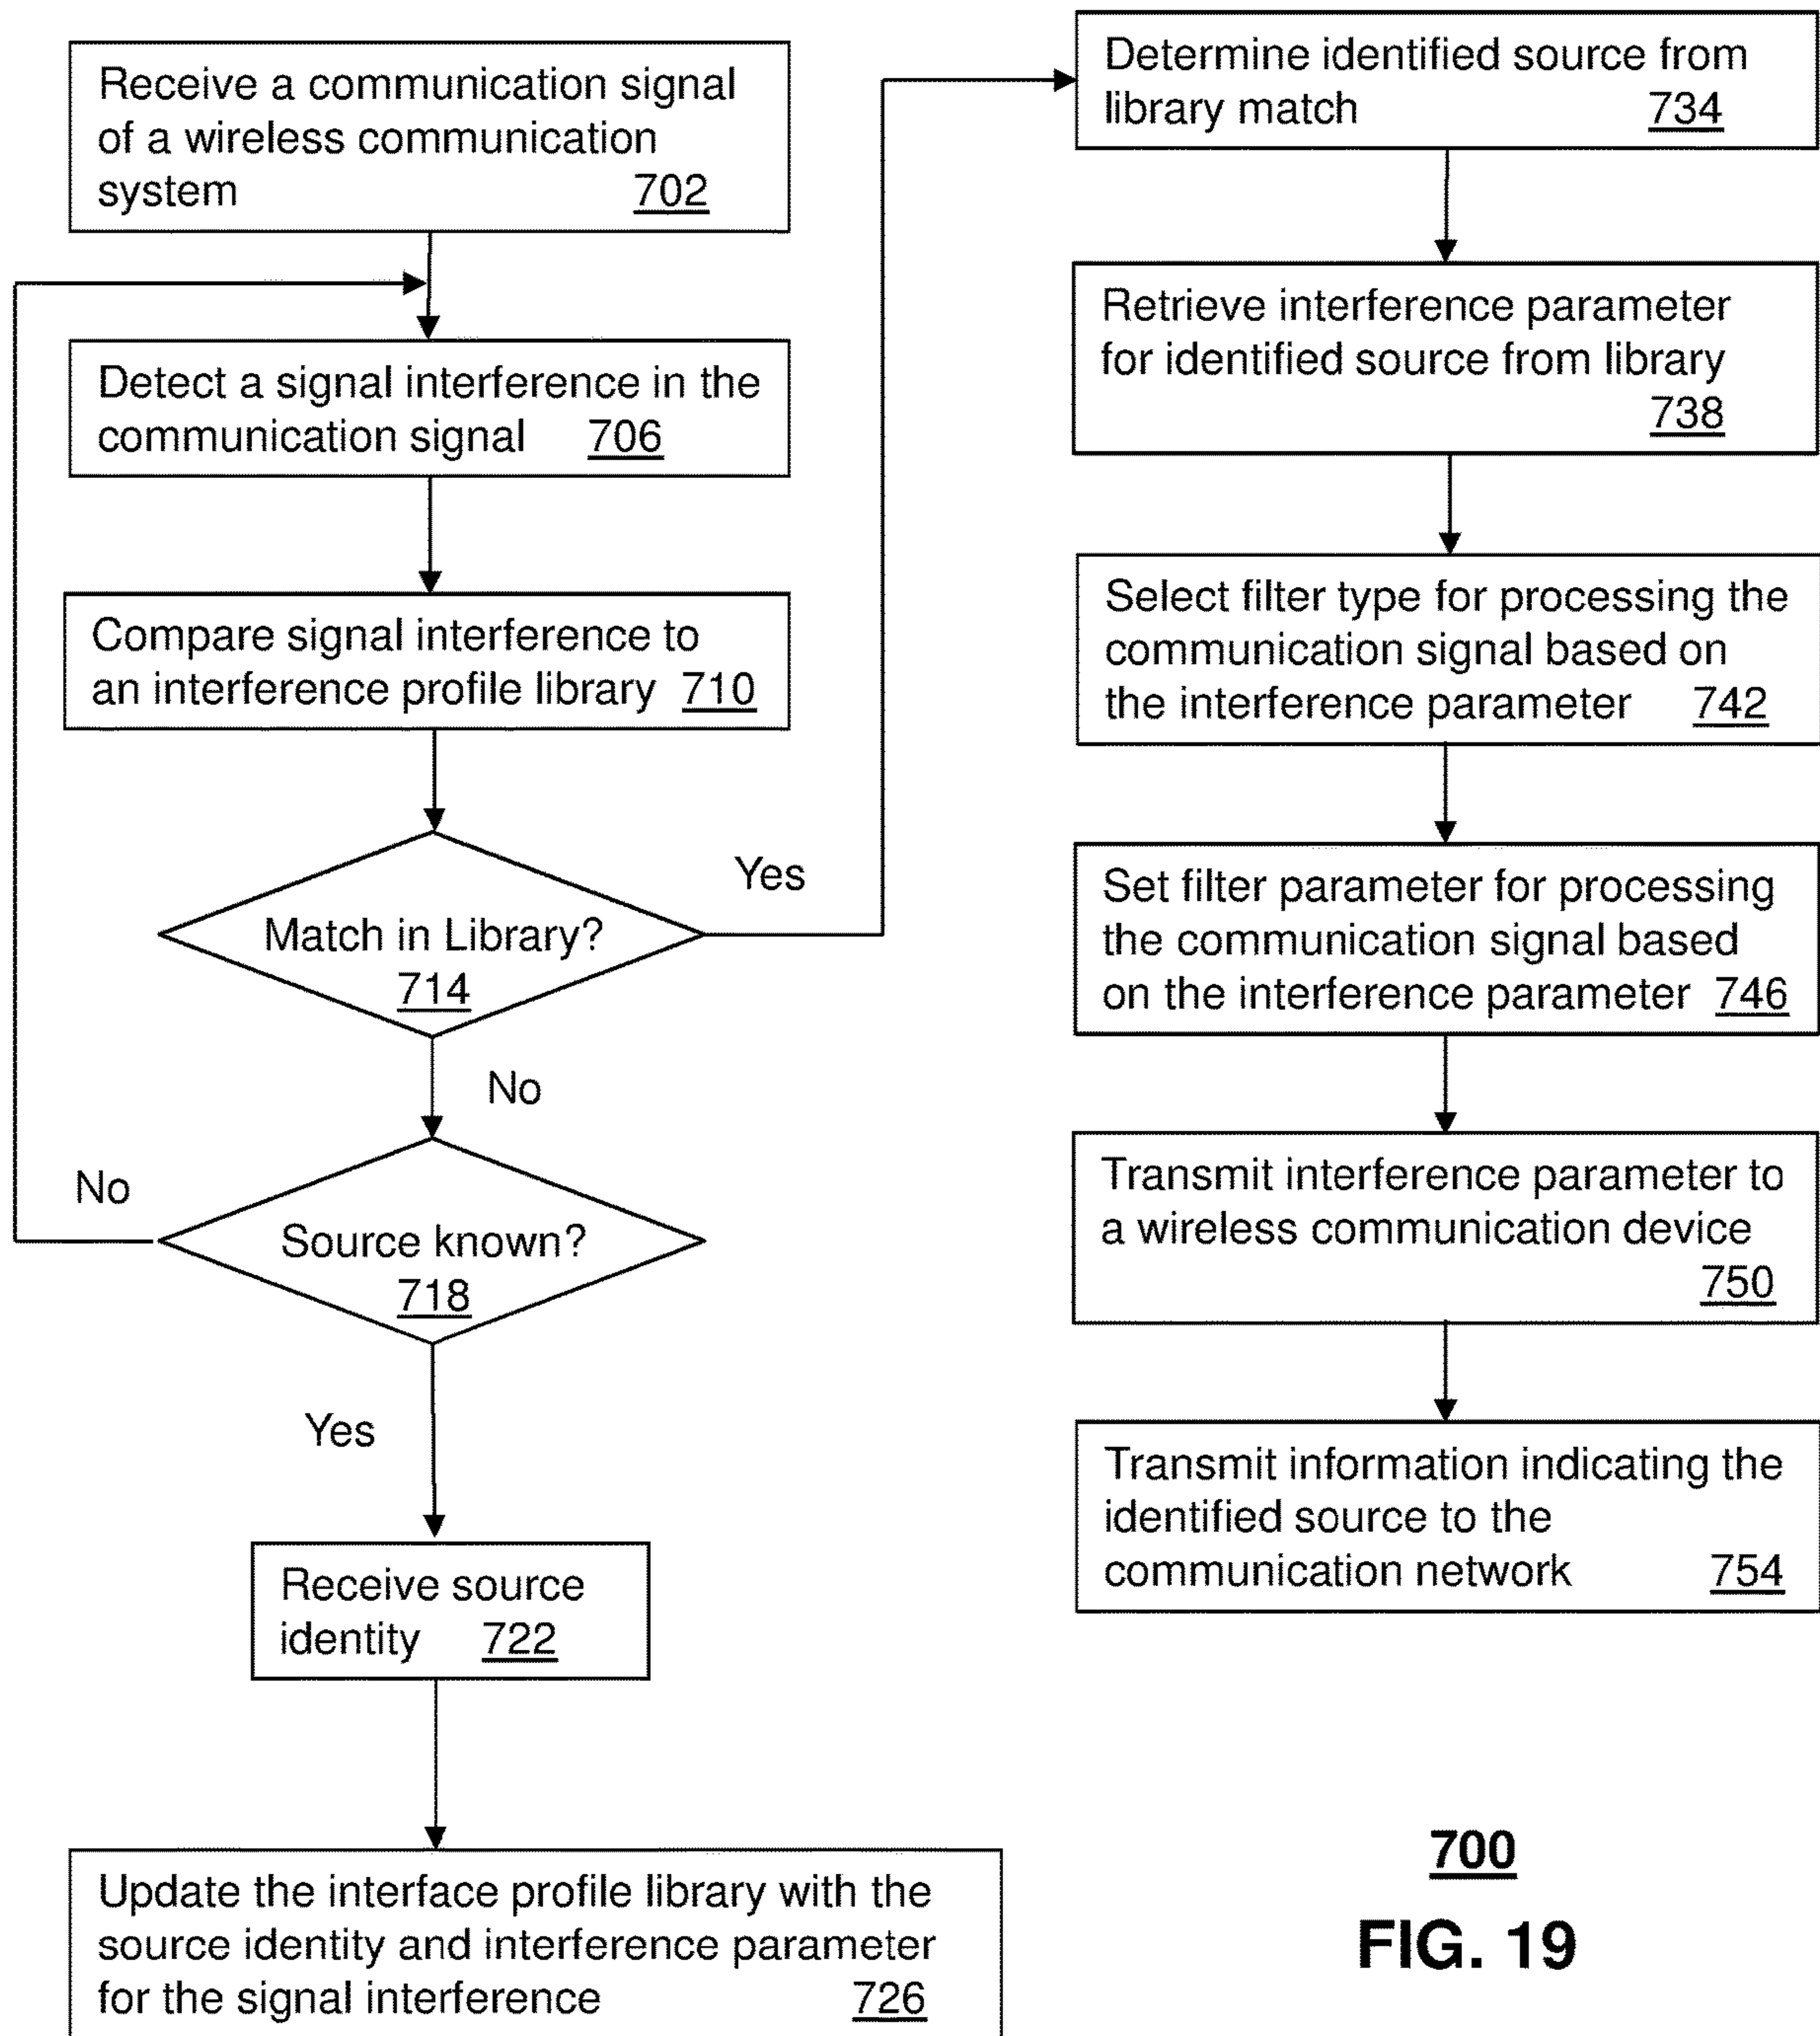 Receive a communication signal
of a wireless communication
system 702
Detect a signal interference in the
communication signal 706
Compare signal interference to
an interference profile library 710
Match in Library?
714
Yes
No
Source known?
718
No
Yes
Receive source
identity 722
Update the interface profile library with the
source identity and interference parameter
for the signal interference 726
Determine identified source from
library match 734
Retrieve interference parameter
for identified source from library
738
Select filter type for processing the
communication signal based on
the interference parameter 742
Set filter parameter for processing
the communication signal based
on the interference parameter 746
Transmit interference parameter to
a wireless communication device
750
Transmit information indicating the
identified source to the
communication network 754
700
FIG. 19